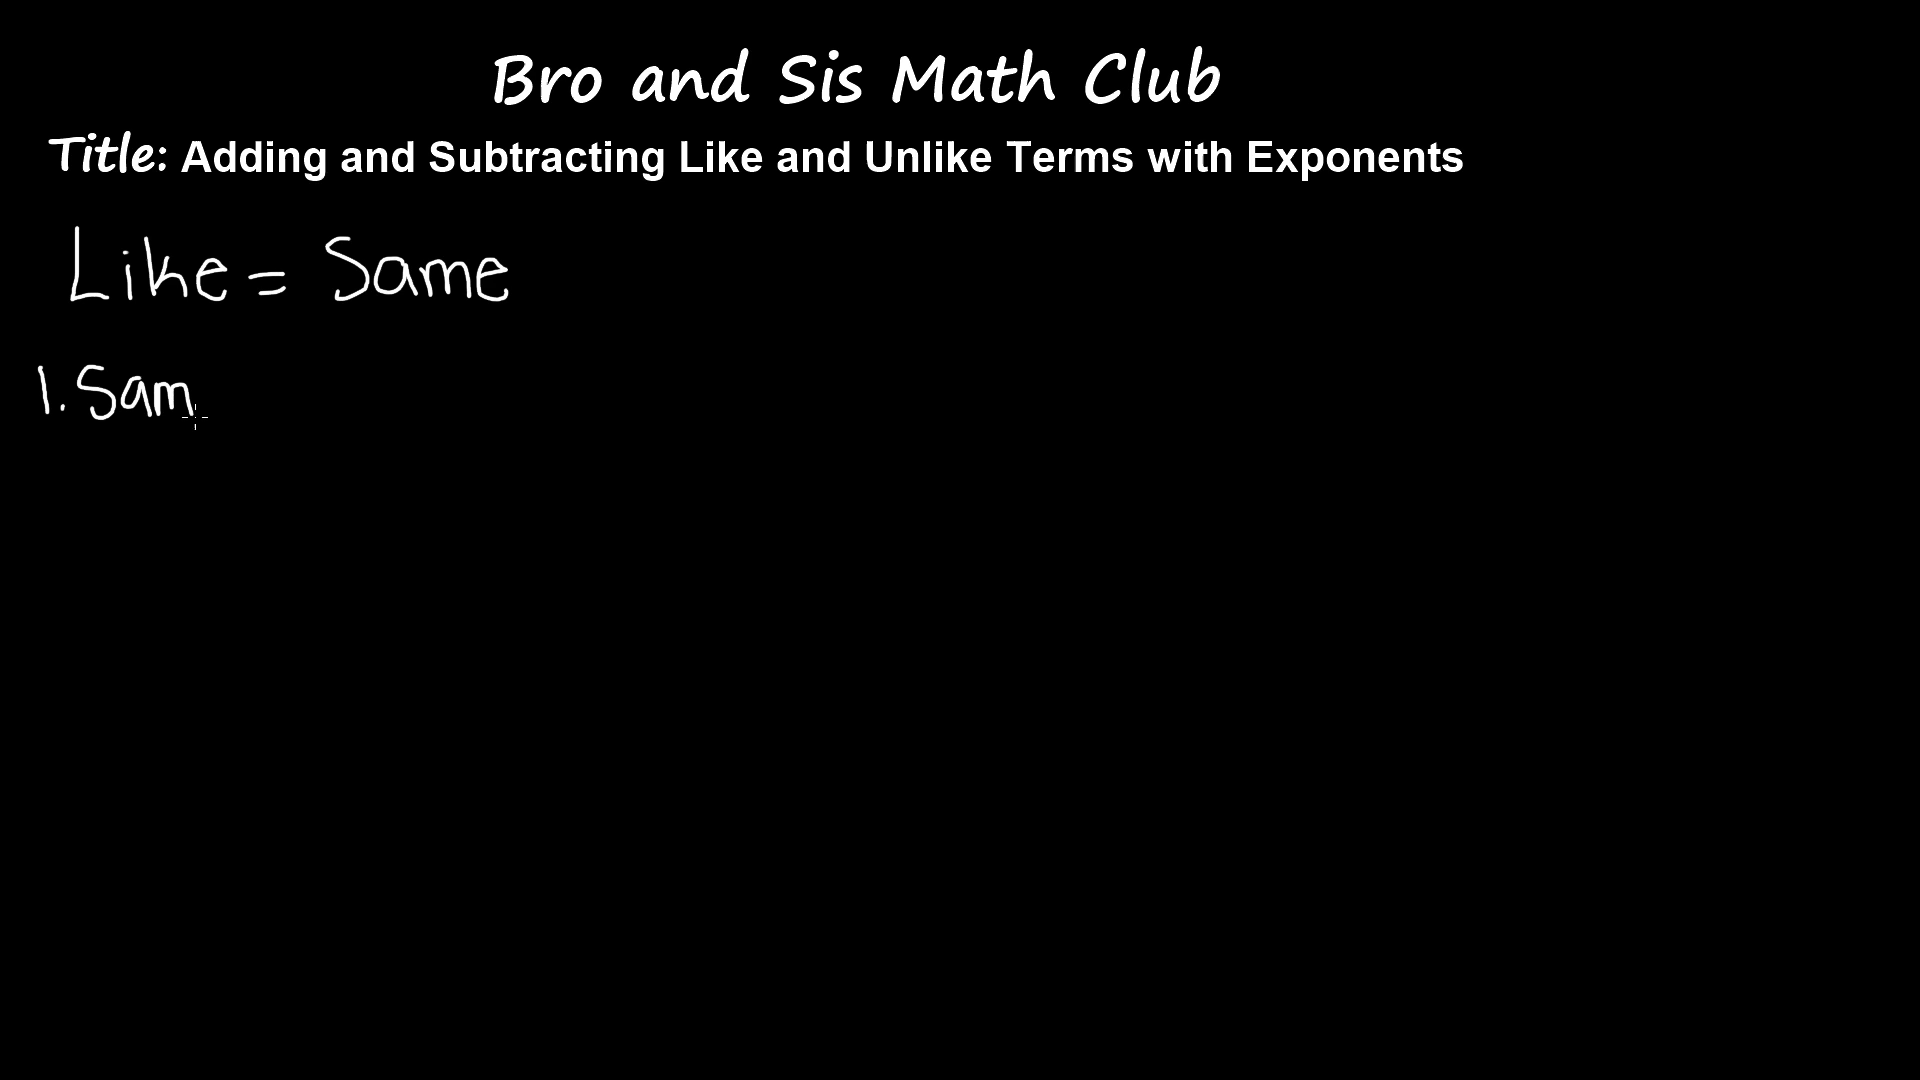 Bro and Sis Math Club
Title: Adding and Subtracting Like and Unlike Terms with Exponents
Like = Same
1. Sam